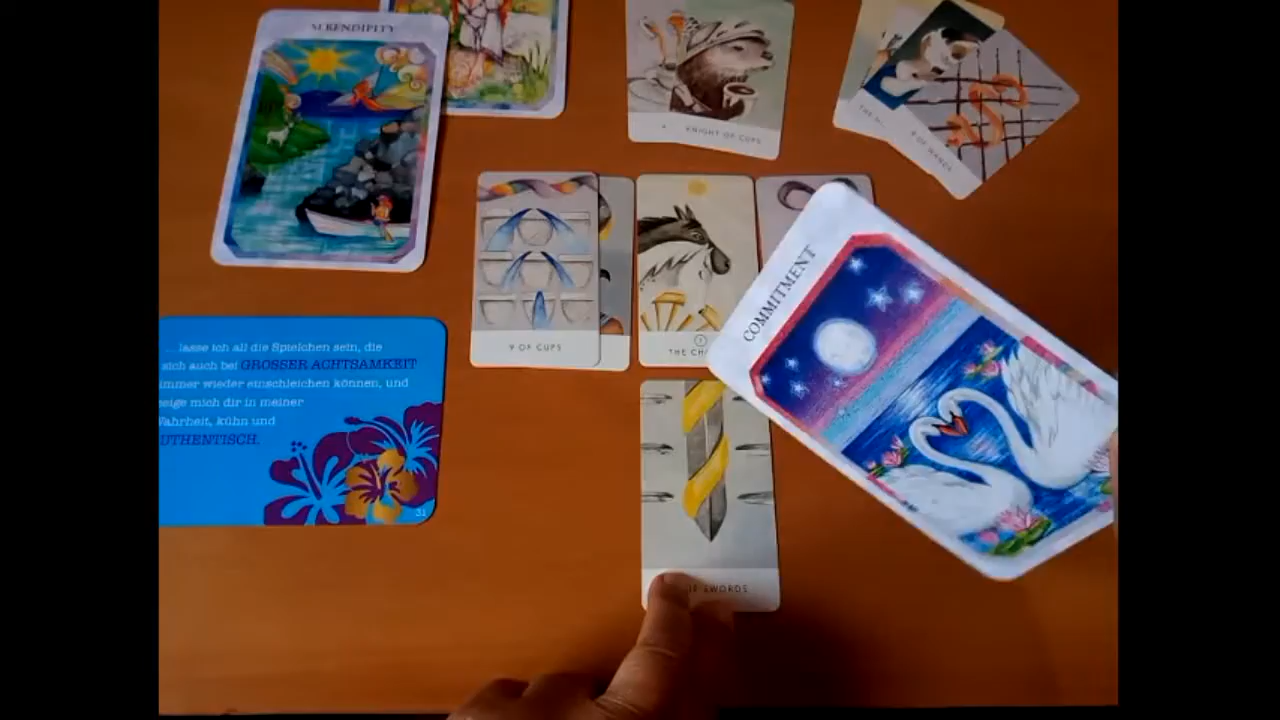 SERENDIPITY
KNIGHT OF CUPS
THE
OF WANDS
COMMITMENT
9 OF CUPS
THE
SWORDS
... lasse ich all die Spielchen sein, die
sich auch bei GROSSER ACHTSAMKEIT
immer wieder einschleichen können, und
zeige mich dir in meiner
Wahrheit, kühn und
AUTHENTISCH.
31